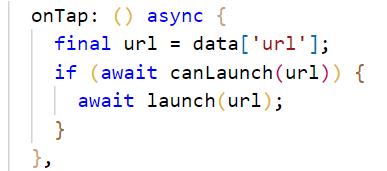 onTap: () async {
  final url = data['url'];
  if (await canLaunch(url)) {
    await launch(url);
  }
},